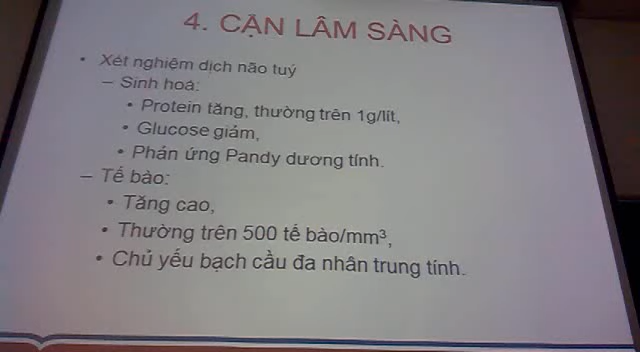 4. CẬN LÂM SÀNG
• Xét nghiệm dịch não tuỷ
– Sinh hoá:
• Protein tăng, thường trên 1g/lít,
• Glucose giảm,
• Phản ứng Pandy dương tính.
– Tế bào:
• Tăng cao,
• Thường trên 500 tế bào/mm³,
• Chủ yếu bạch cầu đa nhân trung tính.